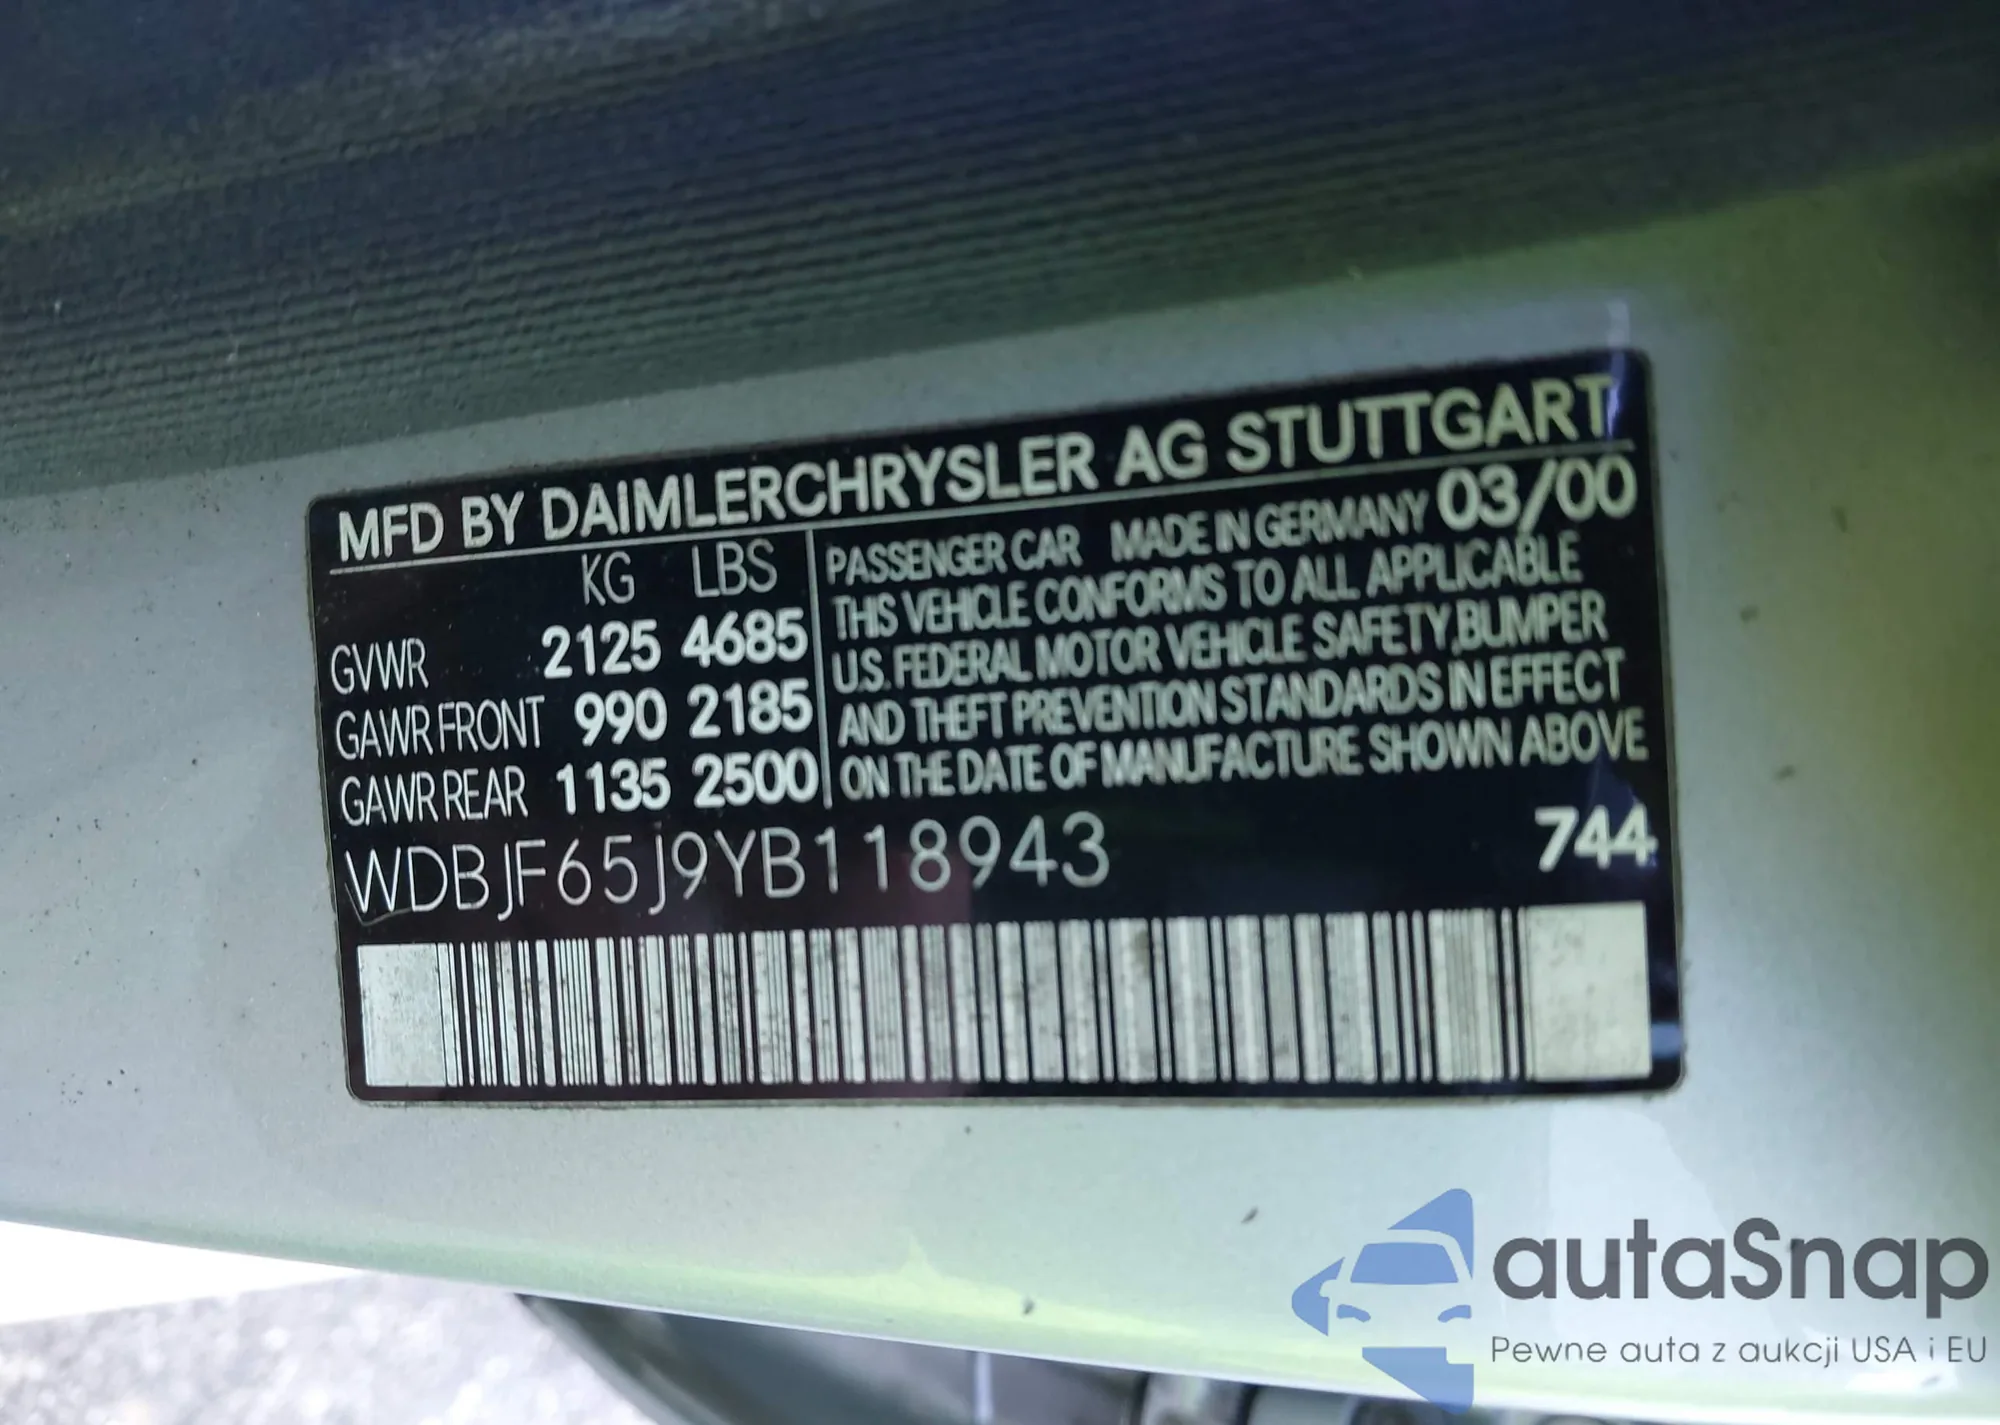 MFD BY DAIMLERCHRYSLER AG STUTTGART
KG LBS
GVWR 2125 4685
GAWR FRONT 990 2185
GAWR REAR 1135 2500
PASSENGER CAR MADE IN GERMANY 03/00
THIS VEHICLE CONFORMS TO ALL APPLICABLE
U.S. FEDERAL MOTOR VEHICLE SAFETY, BUMPER
AND THEFT PREVENTION STANDARDS IN EFFECT
ON THE DATE OF MANUFACTURE SHOWN ABOVE
WDBJF65J9YB118943 744
autaSnap
Pewne auta z aukcji USA i EU